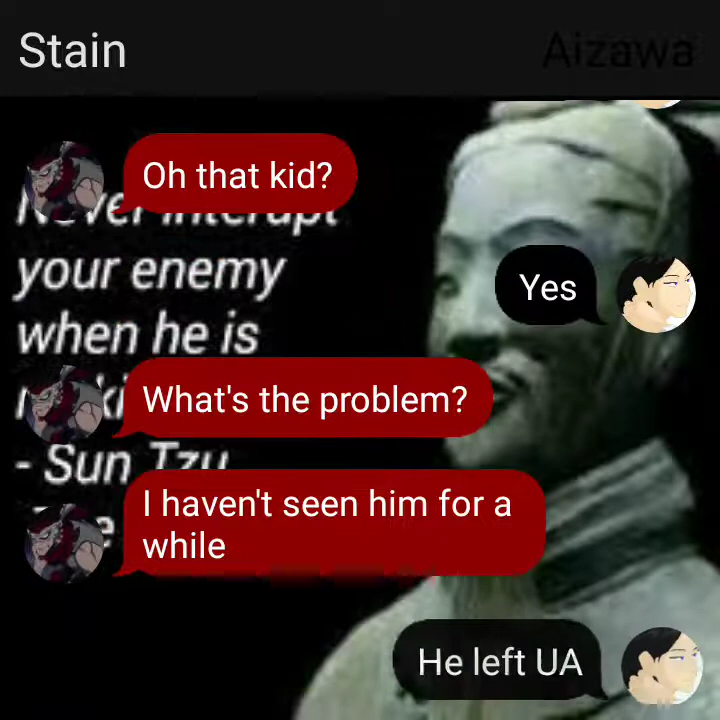 Stain
Aizawa
Oh that kid?
your enemy
Yes
when he is
What's the problem?
- Sun Tzu
I haven't seen him for a
while
He left UA